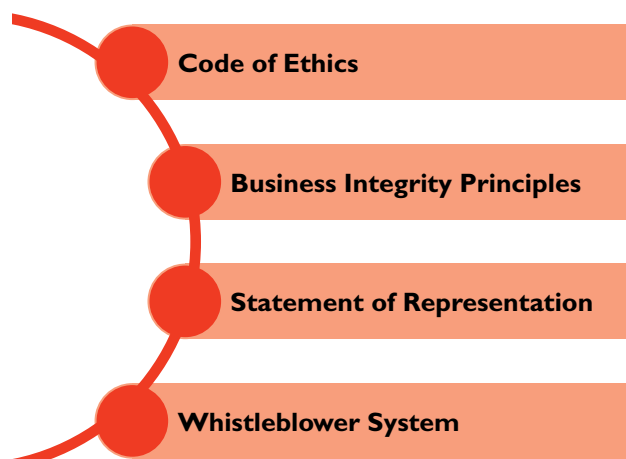 Code of Ethics
Business Integrity Principles
Statement of Representation
Whistleblower System